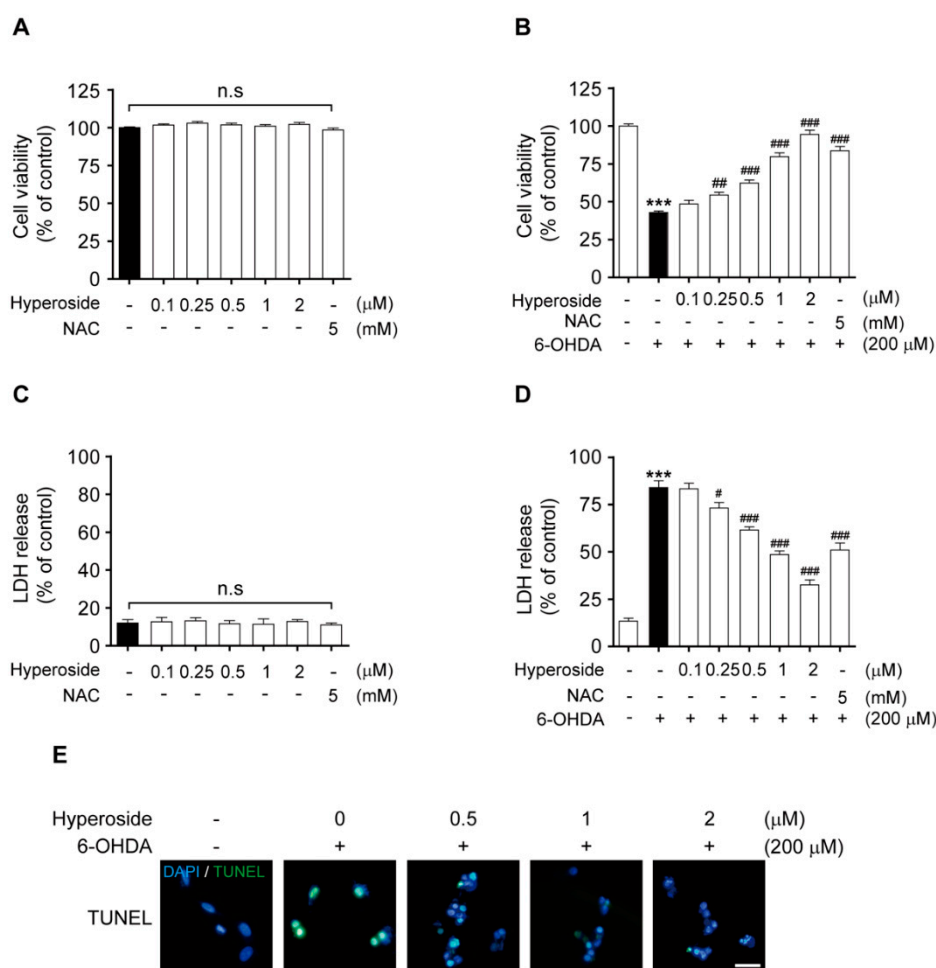 A
n.s
125
100
75
50
25
0
Cell viability
(% of control)
Hyperoside - 0.1 0.25 0.5 1 2 - (μM)
NAC - - - - - - 5 (mM)
B
125
100
75
50
25
0
Cell viability
(% of control)
*** ## ### ### ### ###
Hyperoside - - 0.1 0.25 0.5 1 2 - (μM)
NAC - - - - - - - 5 (mM)
6-OHDA - + + + + + + + (200 μM)
C
100
80
60
40
20
0
LDH release
(% of control)
n.s
Hyperoside - 0.1 0.25 0.5 1 2 - (μM)
NAC - - - - - - 5 (mM)
D
100
75
50
25
0
LDH release
(% of control)
*** # ### ### ### ###
Hyperoside - - 0.1 0.25 0.5 1 2 - (μM)
NAC - - - - - - - 5 (mM)
6-OHDA - + + + + + + + (200 μM)
E
Hyperoside - 0 0.5 1 2 (μM)
6-OHDA - + + + + (200 μM)
DAPI / TUNEL
TUNEL